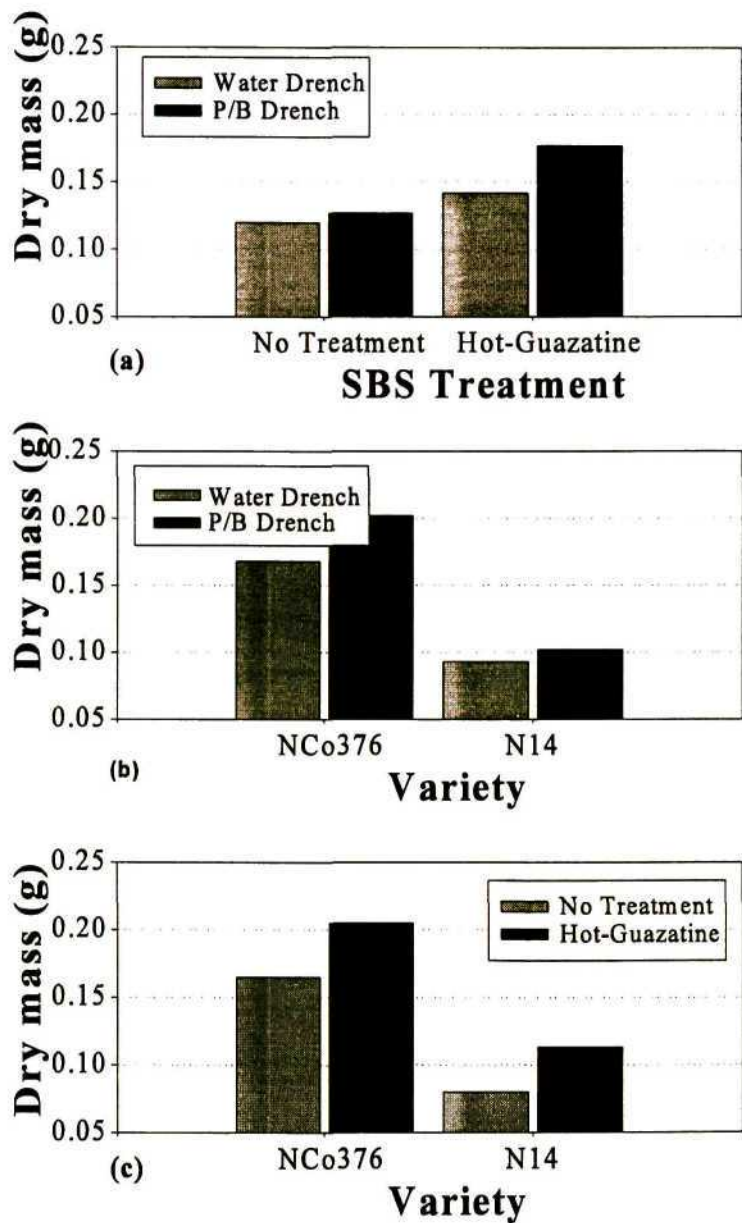 0.25
0.20
0.15
0.10
0.05
Dry mass (g)
Water Drench
P/B Drench
No Treatment Hot-Guazatine
(a)
SBS Treatment
0.25
0.20
0.15
0.10
0.05
Dry mass (g)
Water Drench
P/B Drench
NCo376 N14
(b)
Variety
0.25
0.20
0.15
0.10
0.05
Dry mass (g)
No Treatment
Hot-Guazatine
NCo376 N14
(c)
Variety